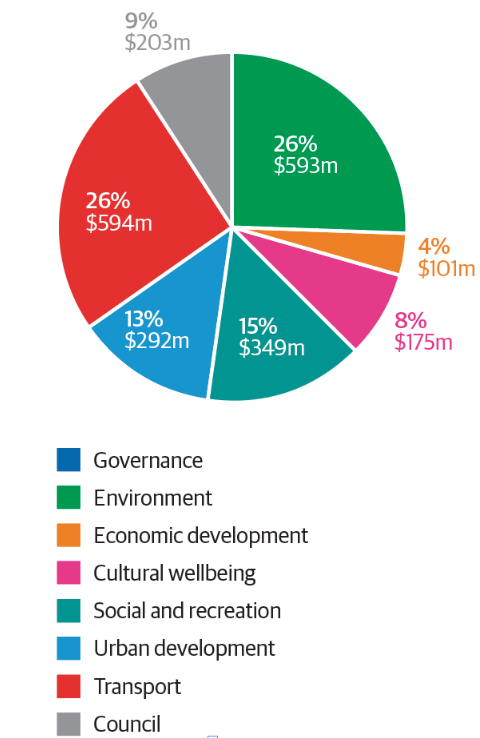 9%
$203m
26%
$593m
26%
$594m
4%
$101m
13%
$292m
15%
$349m
8%
$175m
Governance
Environment
Economic development
Cultural wellbeing
Social and recreation
Urban development
Transport
Council